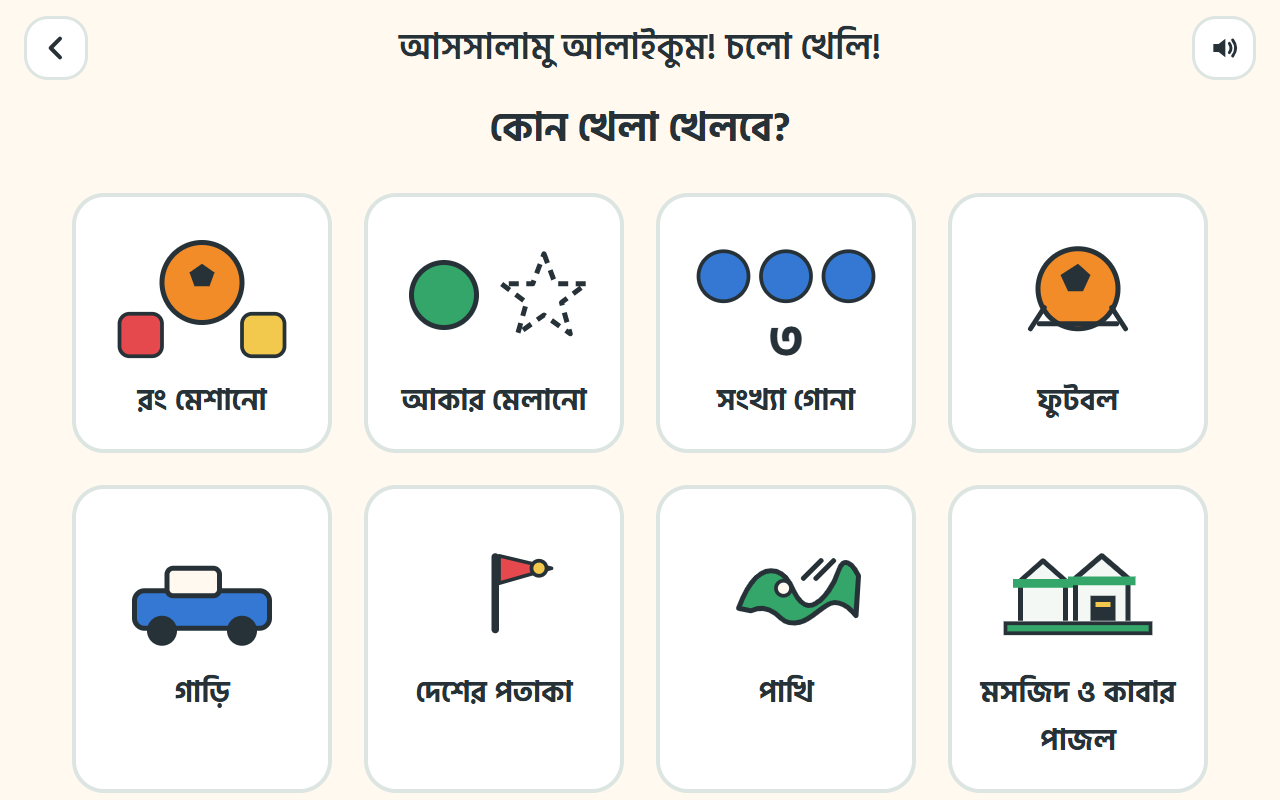 আসসালামু আলাইকুম! চলো খেলি!
কোন খেলা খেলবে?
রং মেশানো
আকার মেলানো
৩
সংখ্যা গোনা
ফুটবল
গাড়ি
দেশের পতাকা
পাখি
মসজিদ ও কাবার
পাজল